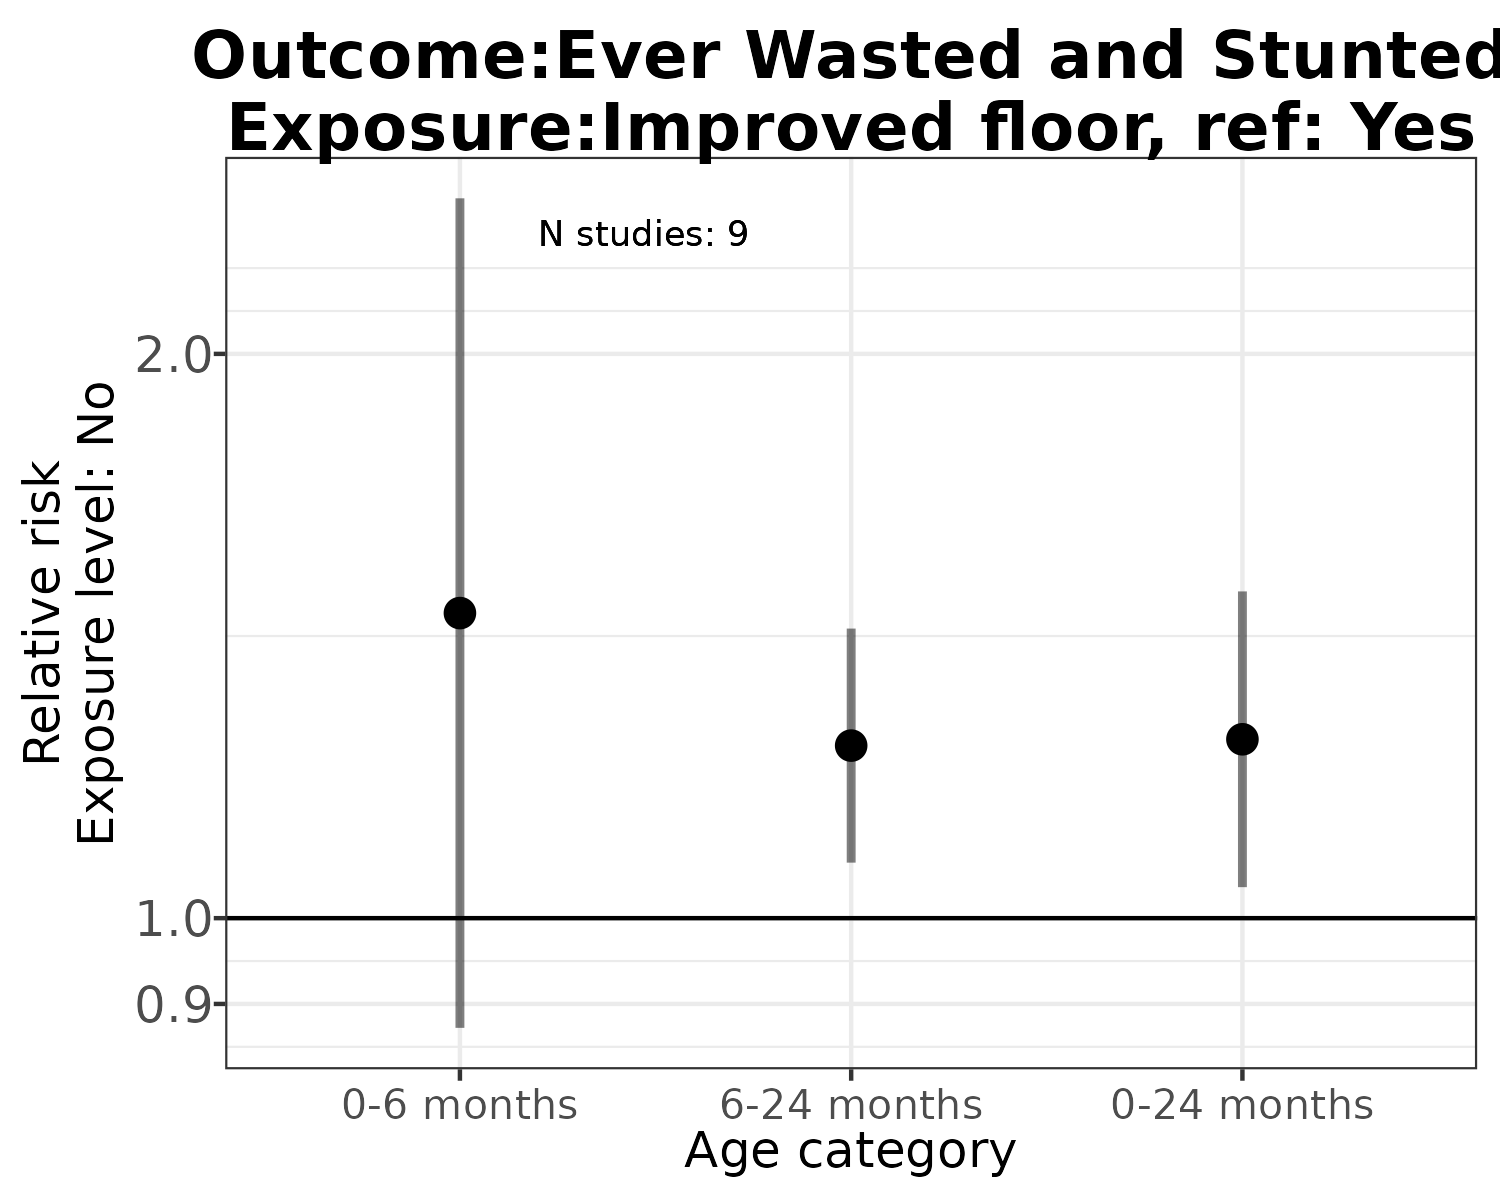 Outcome:Ever Wasted and Stunted
Exposure:Improved floor, ref: Yes
N studies: 9
2.0
1.0
0.9
Relative risk
Exposure level: No
0-6 months
6-24 months
0-24 months
Age category